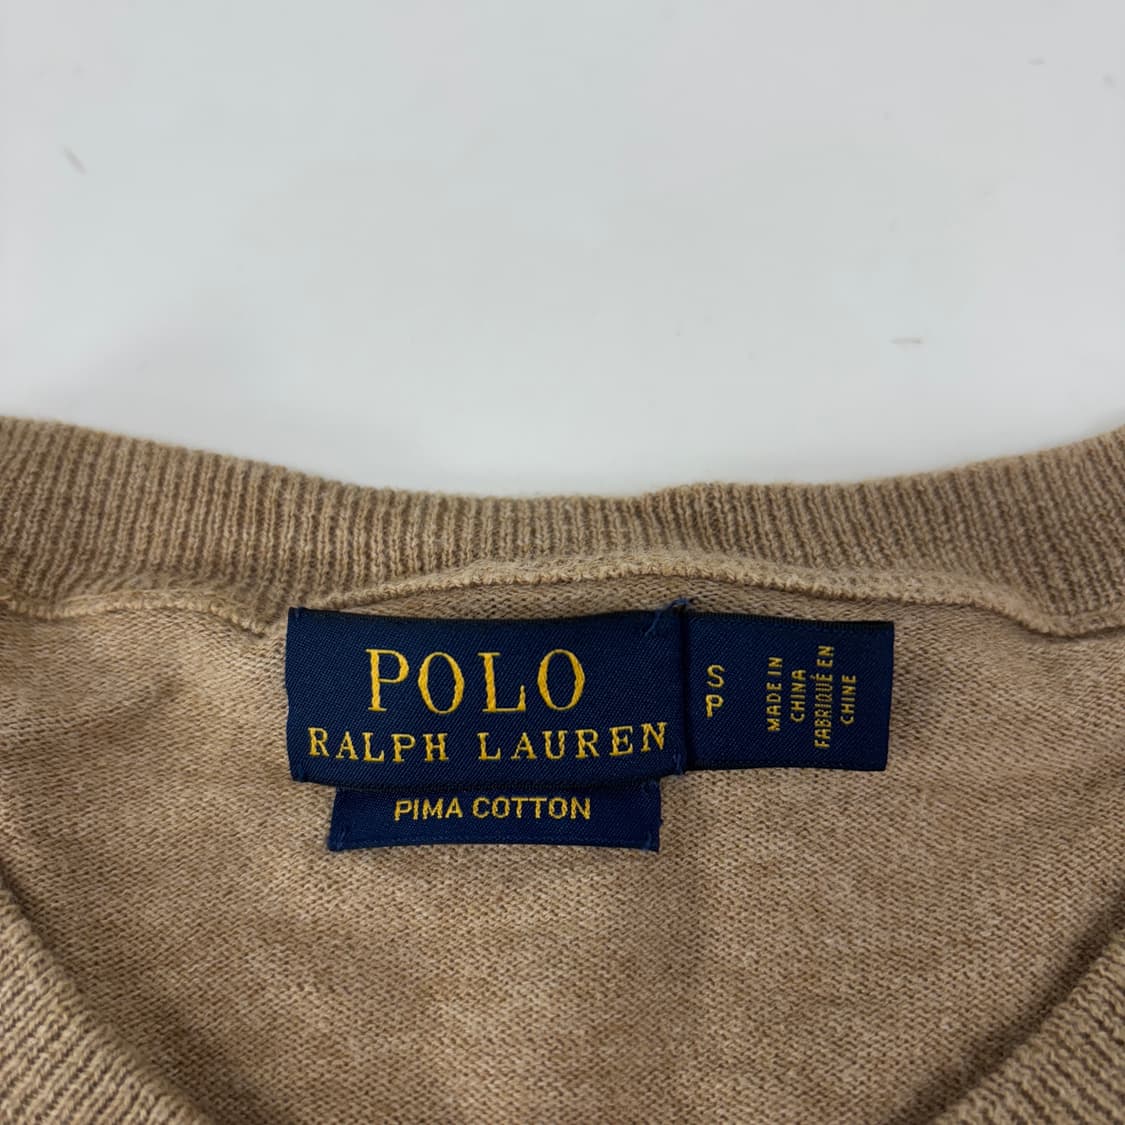 POLO
RALPH LAUREN
PIMA COTTON
S
P
MADE IN
CHINA
FABRIQUÉ EN
CHINE